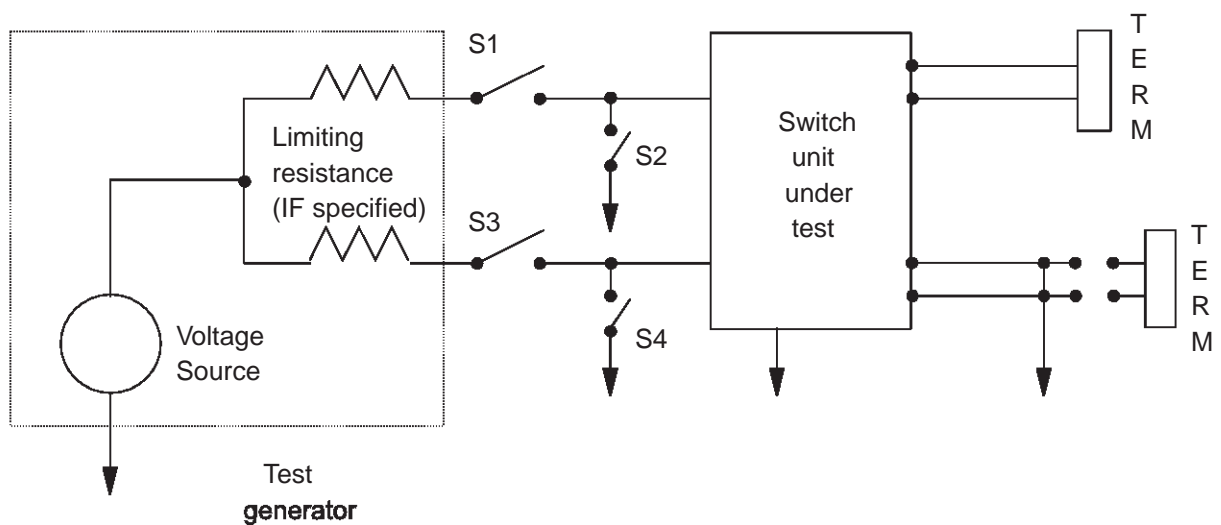 S1
Limiting
resistance
(IF specified)
S2
S3
S4
Voltage
Source
Test
generator
Switch
unit
under
test
T
E
R
M
T
E
R
M